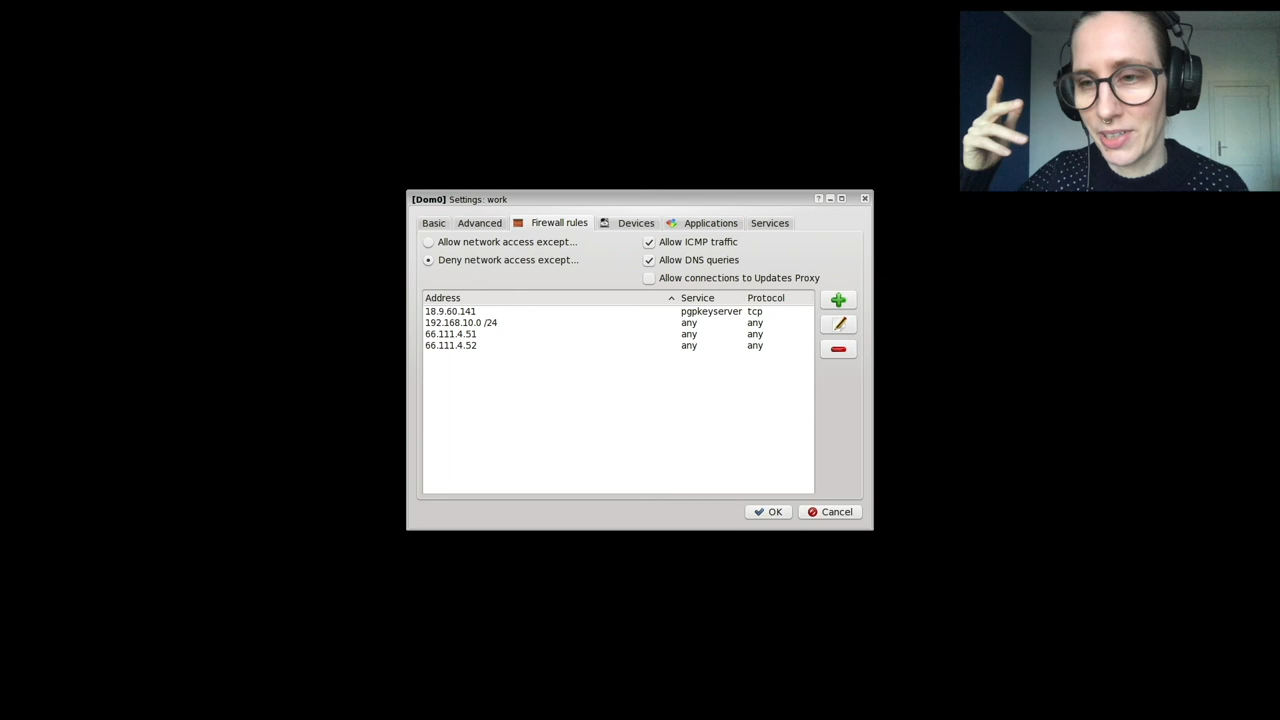 [Dom0] Settings: work
Basic Advanced Firewall rules Devices Applications Services
Allow network access except... Allow ICMP traffic
Deny network access except... Allow DNS queries
Allow connections to Updates Proxy
Address Service Protocol
18.9.60.141 pgpkeyserver tcp
192.168.10.0 /24 any any
66.111.4.51 any any
66.111.4.52 any any
OK Cancel